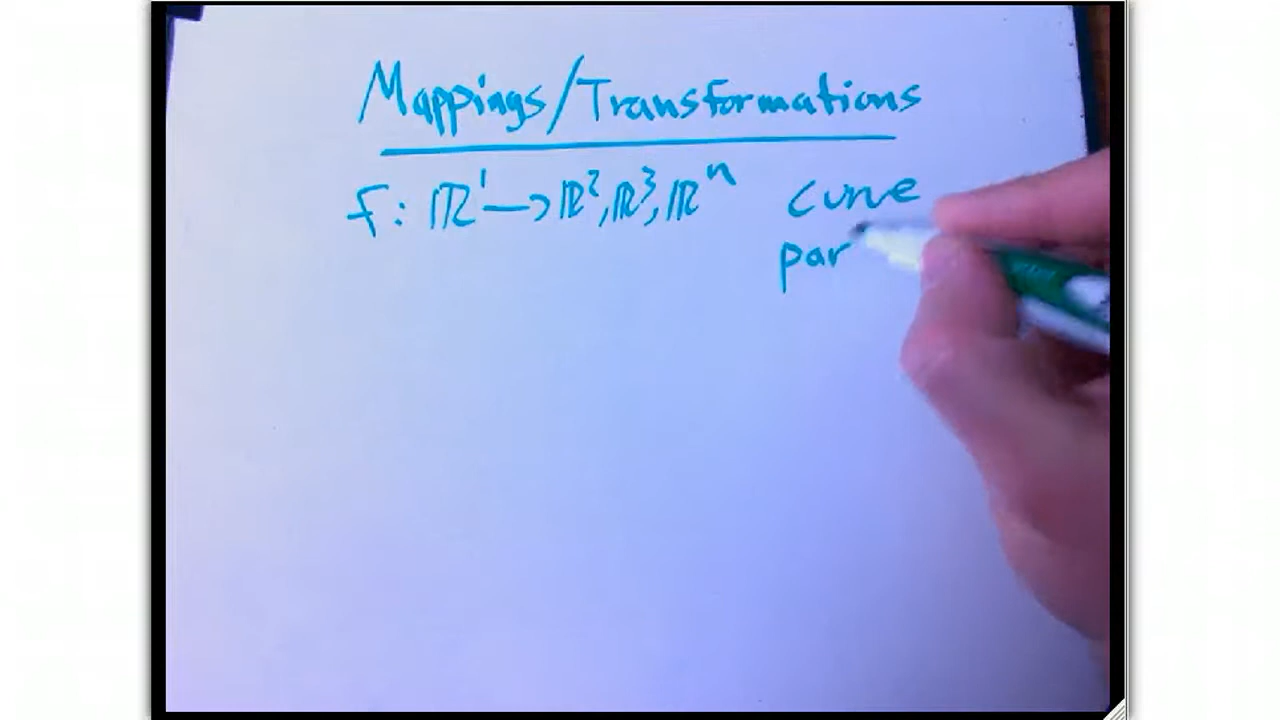 Mappings/Transformations
f: ℝ¹ → ℝ², ℝ³, ℝⁿ curve
par